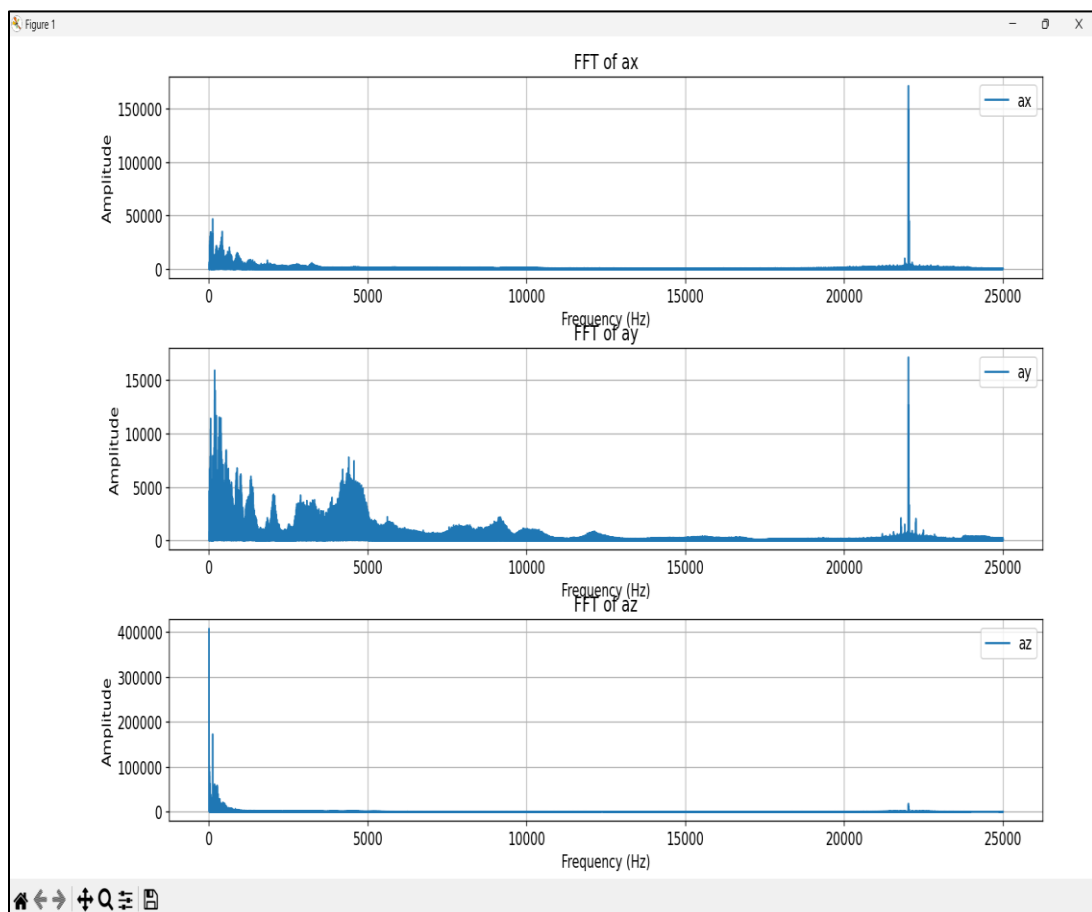 Figure 1
FFT of ax
ax
Amplitude
150000
100000
50000
0
0 5000 10000 15000 20000 25000
Frequency (Hz)
FFT of ay
ay
Amplitude
15000
10000
5000
0
0 5000 10000 15000 20000 25000
Frequency (Hz)
FFT of az
az
Amplitude
400000
300000
200000
100000
0
0 5000 10000 15000 20000 25000
Frequency (Hz)